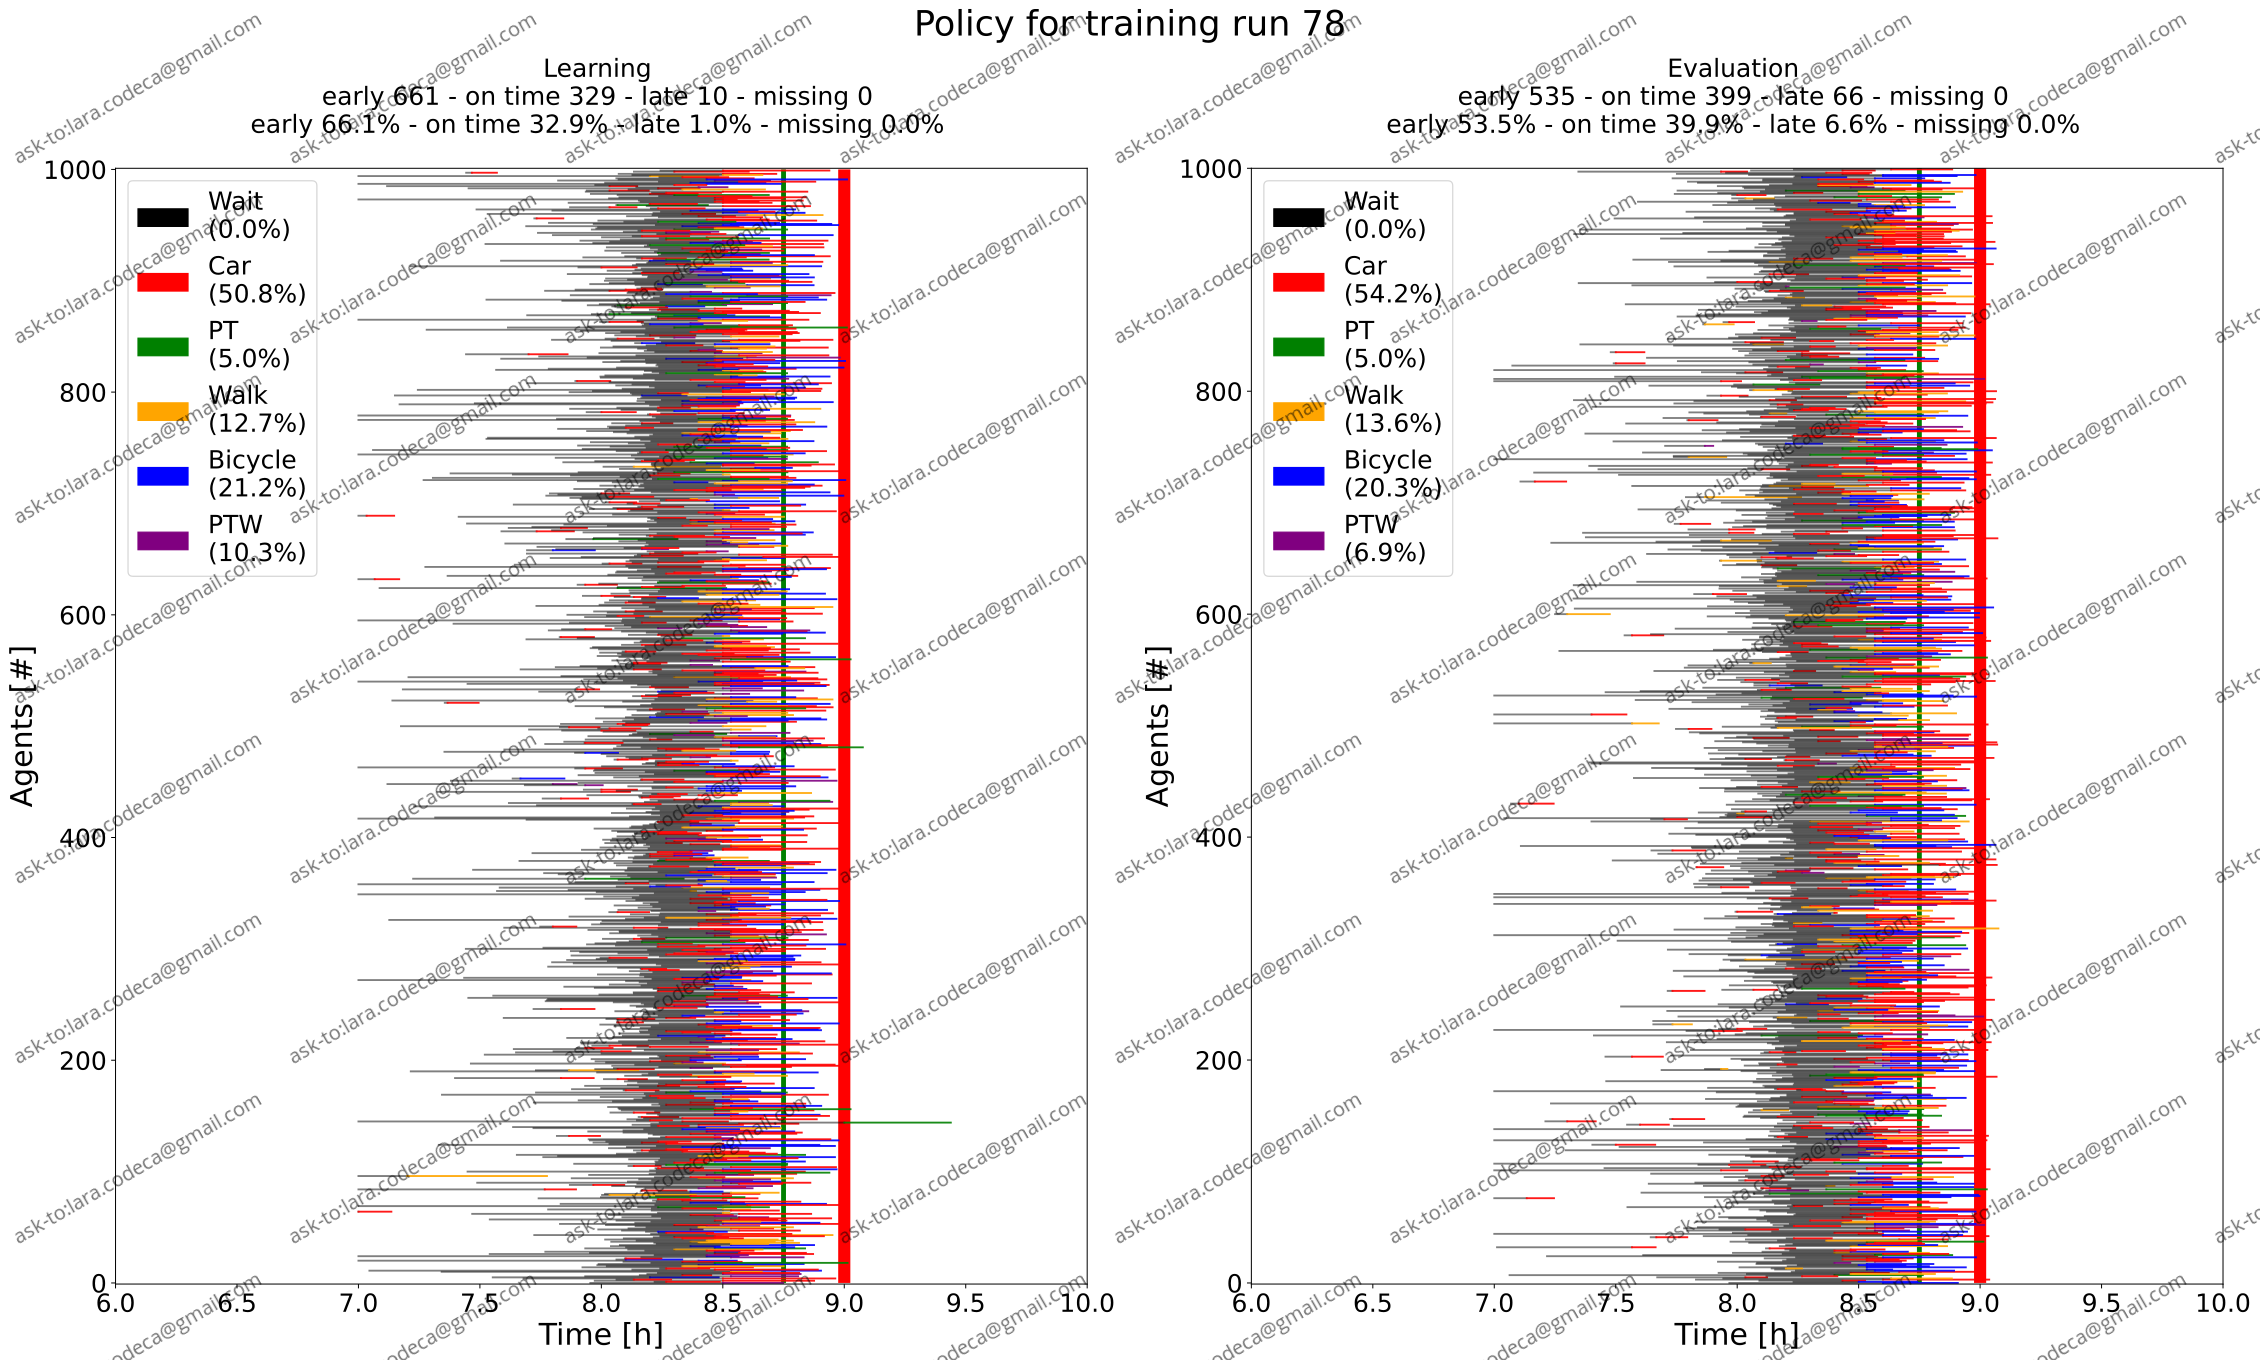 Policy for training run 78
Learning
early 661 - on time 329 - late 10 - missing 0
early 66.1% - on time 32.9% - late 1.0% - missing 0.0%
1000
800
600
400
200
0
Agents [#]
Wait
(0.0%)
Car
(50.8%)
PT
(5.0%)
Walk
(12.7%)
Bicycle
(21.2%)
PTW
(10.3%)
6.0 6.5 7.0 7.5 8.0 8.5 9.0 9.5 10.0
Time [h]
Evaluation
early 535 - on time 399 - late 66 - missing 0
early 53.5% - on time 39.9% - late 6.6% - missing 0.0%
1000
800
600
400
200
0
Agents [#]
Wait
(0.0%)
Car
(54.2%)
PT
(5.0%)
Walk
(13.6%)
Bicycle
(20.3%)
PTW
(6.9%)
6.0 6.5 7.0 7.5 8.0 8.5 9.0 9.5 10.0
Time [h]
ask-to:lara.codeca@gmail.com